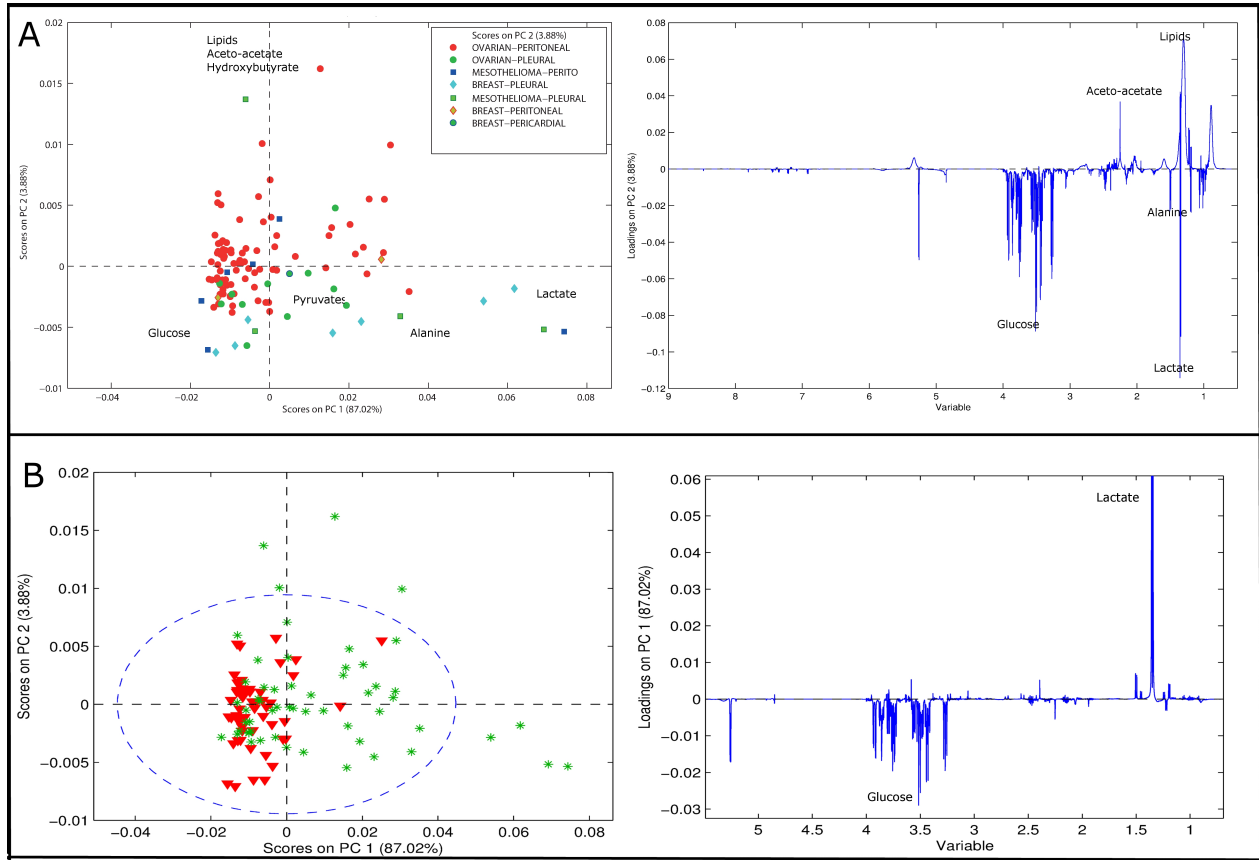 A
0.02
0.015
0.01
0.005
0
−0.005
−0.01
Scores on PC 2 (3.88%)
−0.04
−0.02
0
0.02
0.04
0.06
0.08
Scores on PC 1 (87.02%)
Lipids
Aceto-acetate
Hydroxybutyrate
Glucose
Pyruvates
Alanine
Lactate
Scores on PC 2 (3.88%)
OVARIAN−PERITONEAL
OVARIAN−PLEURAL
MESOTHELIOMA−PERITO
BREAST−PLEURAL
MESOTHELIOMA−PLEURAL
BREAST−PERITONEAL
BREAST−PERICARDIAL
0.08
0.06
0.04
0.02
0
−0.02
−0.04
−0.06
−0.08
−0.1
−0.12
Loadings on PC 2 (3.88%)
9
8
7
6
5
4
3
2
1
Variable
Lipids
Aceto-acetate
Alanine
Glucose
Lactate
B
0.02
0.015
0.01
0.005
0
−0.005
−0.01
Scores on PC 2 (3.88%)
−0.04
−0.02
0
0.02
0.04
0.06
0.08
Scores on PC 1 (87.02%)
0.06
0.05
0.04
0.03
0.02
0.01
0
−0.01
−0.02
−0.03
Loadings on PC 1 (87.02%)
5
4.5
4
3.5
3
2.5
2
1.5
1
Variable
Lactate
Glucose